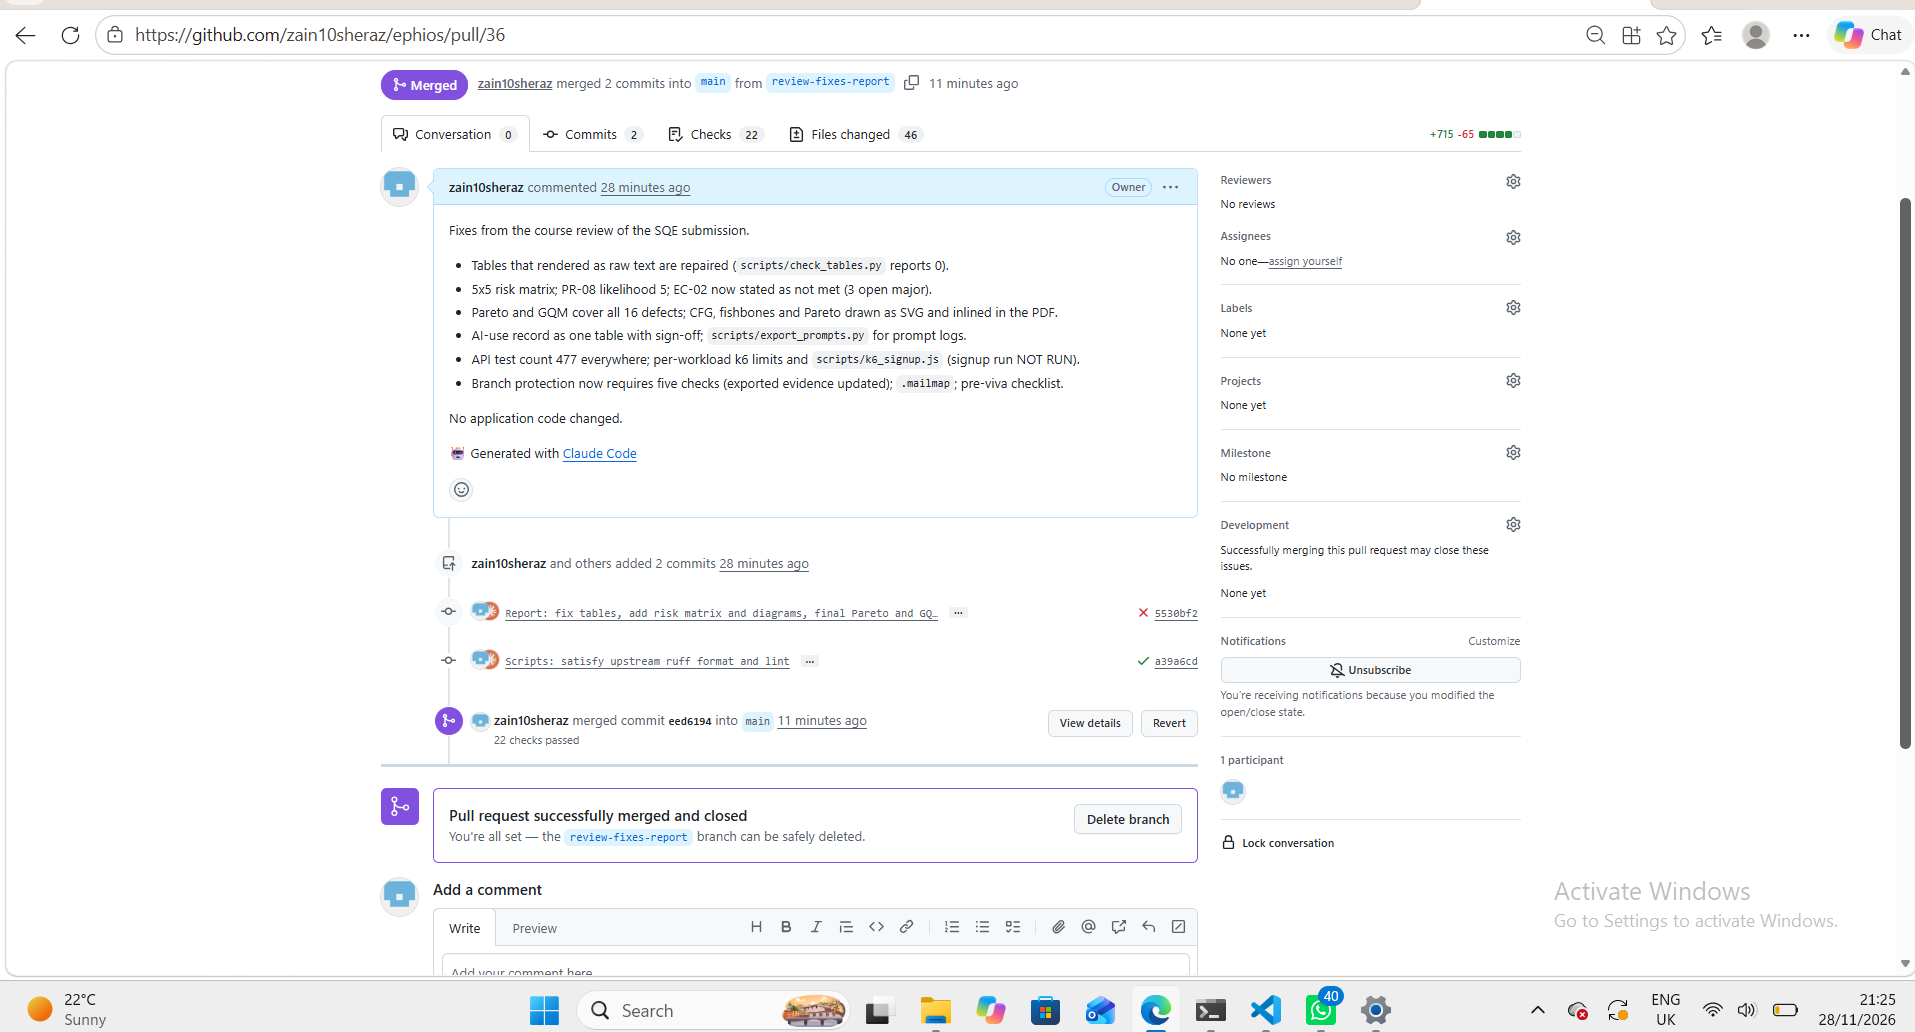 https://github.com/zain10sheraz/ephios/pull/36
Chat
Merged zain10sheraz merged 2 commits into main from review-fixes-report 11 minutes ago
Conversation 0 Commits 2 Checks 22 Files changed 46
+715 -65
zain10sheraz commented 28 minutes ago
Owner
Fixes from the course review of the SQE submission.
Tables that rendered as raw text are repaired ( scripts/check_tables.py reports 0).
5x5 risk matrix; PR-08 likelihood 5; EC-02 now stated as not met (3 open major).
Pareto and GQM cover all 16 defects; CFG, fishbones and Pareto drawn as SVG and inlined in the PDF.
AI-use record as one table with sign-off; scripts/export_prompts.py for prompt logs.
API test count 477 everywhere; per-workload k6 limits and scripts/k6_signup.js (signup run NOT RUN).
Branch protection now requires five checks (exported evidence updated); .mailmap ; pre-viva checklist.
No application code changed.
Generated with Claude Code
zain10sheraz and others added 2 commits 28 minutes ago
Report: fix tables, add risk matrix and diagrams, final Pareto and GQ… ...
5530bf2
Scripts: satisfy upstream ruff format and lint ...
a39a6cd
zain10sheraz merged commit eed6194 into main 11 minutes ago
22 checks passed
View details
Revert
Pull request successfully merged and closed
You're all set — the review-fixes-report branch can be safely deleted.
Delete branch
Add a comment
Write
Preview
Add your comment here
Reviewers
No reviews
Assignees
No one—assign yourself
Labels
None yet
Projects
None yet
Milestone
No milestone
Development
Successfully merging this pull request may close these
issues.
None yet
Notifications
Customize
Unsubscribe
You're receiving notifications because you modified the
open/close state.
1 participant
Lock conversation
Activate Windows
Go to Settings to activate Windows.
22°C
Sunny
Search
40
ENG
UK
21:25
28/11/2026